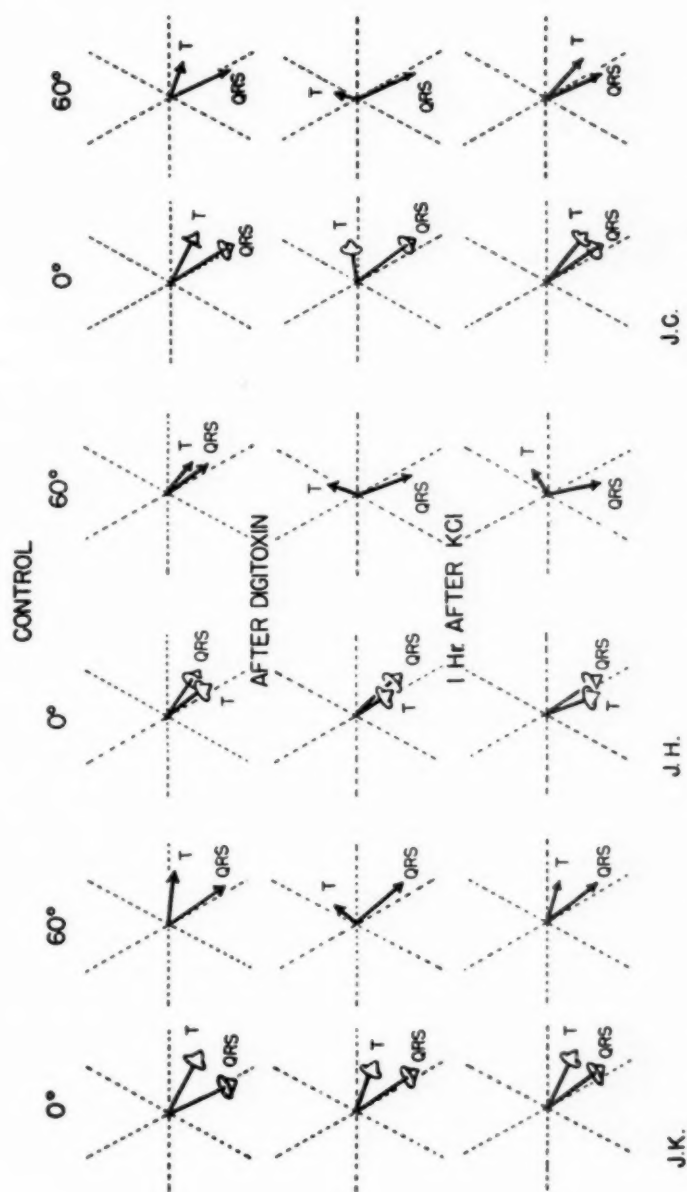 CONTROL
0° 60° 0° 60° 0° 60°
T T QRS T T T
QRS QRS T QRS QRS QRS
AFTER DIGITOXIN
T T T T T T
QRS QRS QRS QRS QRS QRS
1 Hr. AFTER KCl
T T QRS T T T
QRS QRS T QRS QRS QRS
J.K. J.H. J.C.